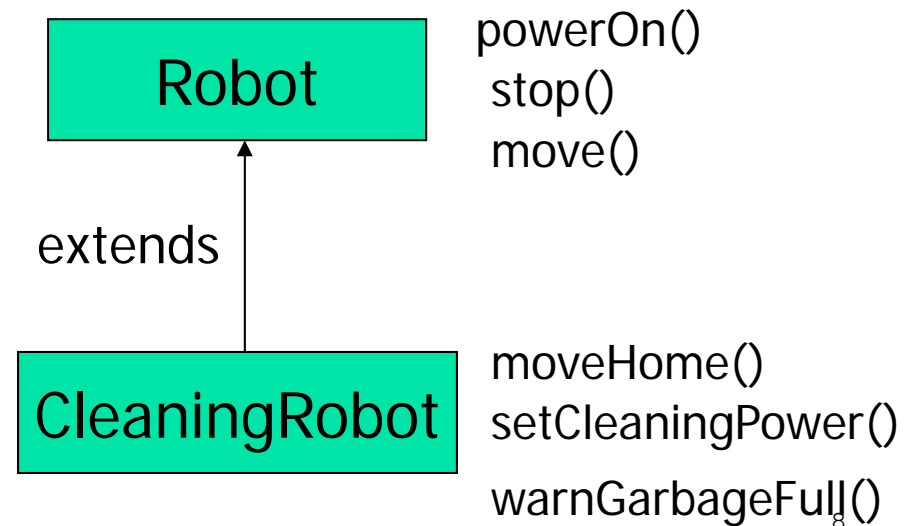 Robot
powerOn()
stop()
move()
extends
CleaningRobot
moveHome()
setCleaningPower()
warnGarbageFull()
8